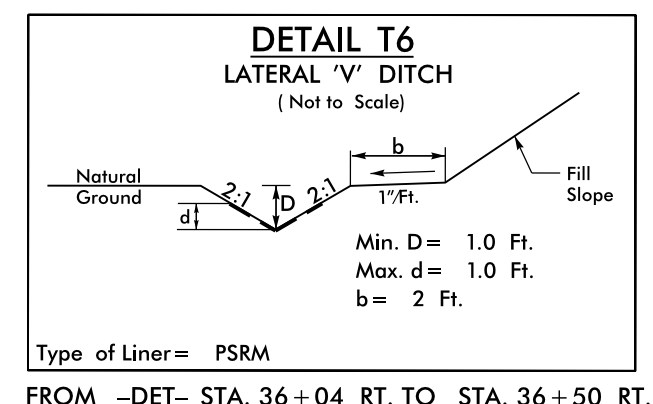 DETAIL T6
LATERAL 'V' DITCH
( Not to Scale)
b
Natural
Ground
2:1
D
2:1
1"/Ft.
d
Fill
Slope
Min. D = 1.0 Ft.
Max. d = 1.0 Ft.
b = 2 Ft.
Type of Liner = PSRM
FROM -DET- STA. 36+04 RT. TO STA. 36+50 RT.